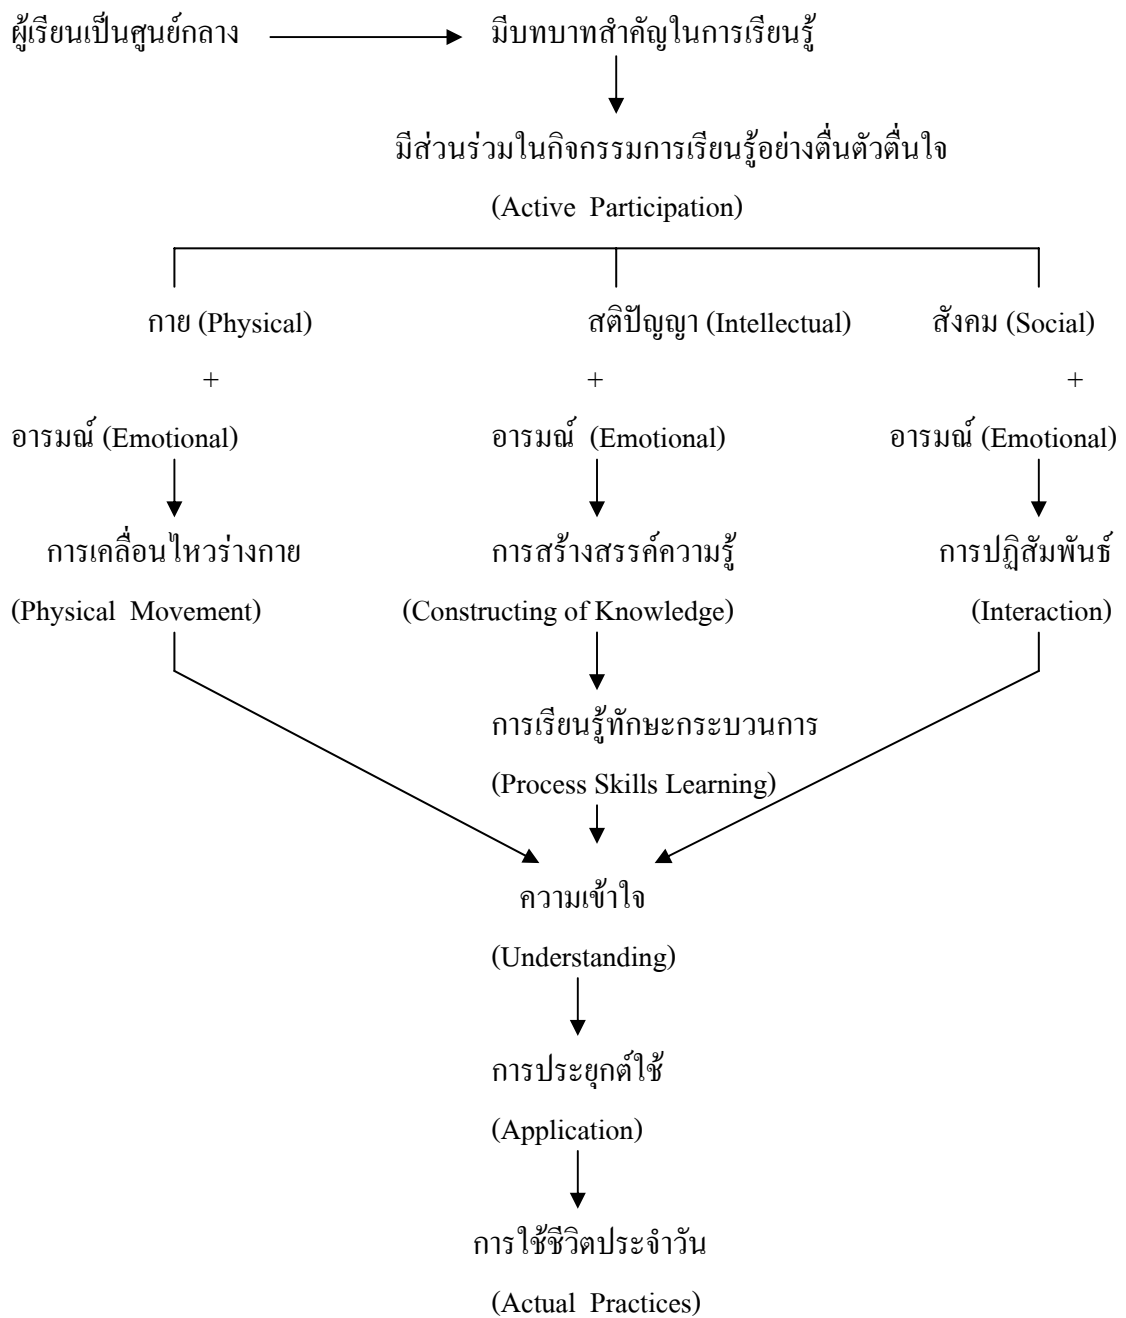 ผู้เรียนเป็นศูนย์กลาง มีบทบาทสำคัญในการเรียนรู้
มีส่วนร่วมในกิจกรรมการเรียนรู้อย่างตื่นตัวตื่นใจ
(Active Participation)
กาย (Physical) สติปัญญา (Intellectual) สังคม (Social)
+ + +
อารมณ์ (Emotional) อารมณ์ (Emotional) อารมณ์ (Emotional)
การเคลื่อนไหวร่างกาย การสร้างสรรค์ความรู้ การปฏิสัมพันธ์
(Physical Movement) (Constructing of Knowledge) (Interaction)
การเรียนรู้ทักษะกระบวนการ
(Process Skills Learning)
ความเข้าใจ
(Understanding)
การประยุกต์ใช้
(Application)
การใช้ชีวิตประจำวัน
(Actual Practices)